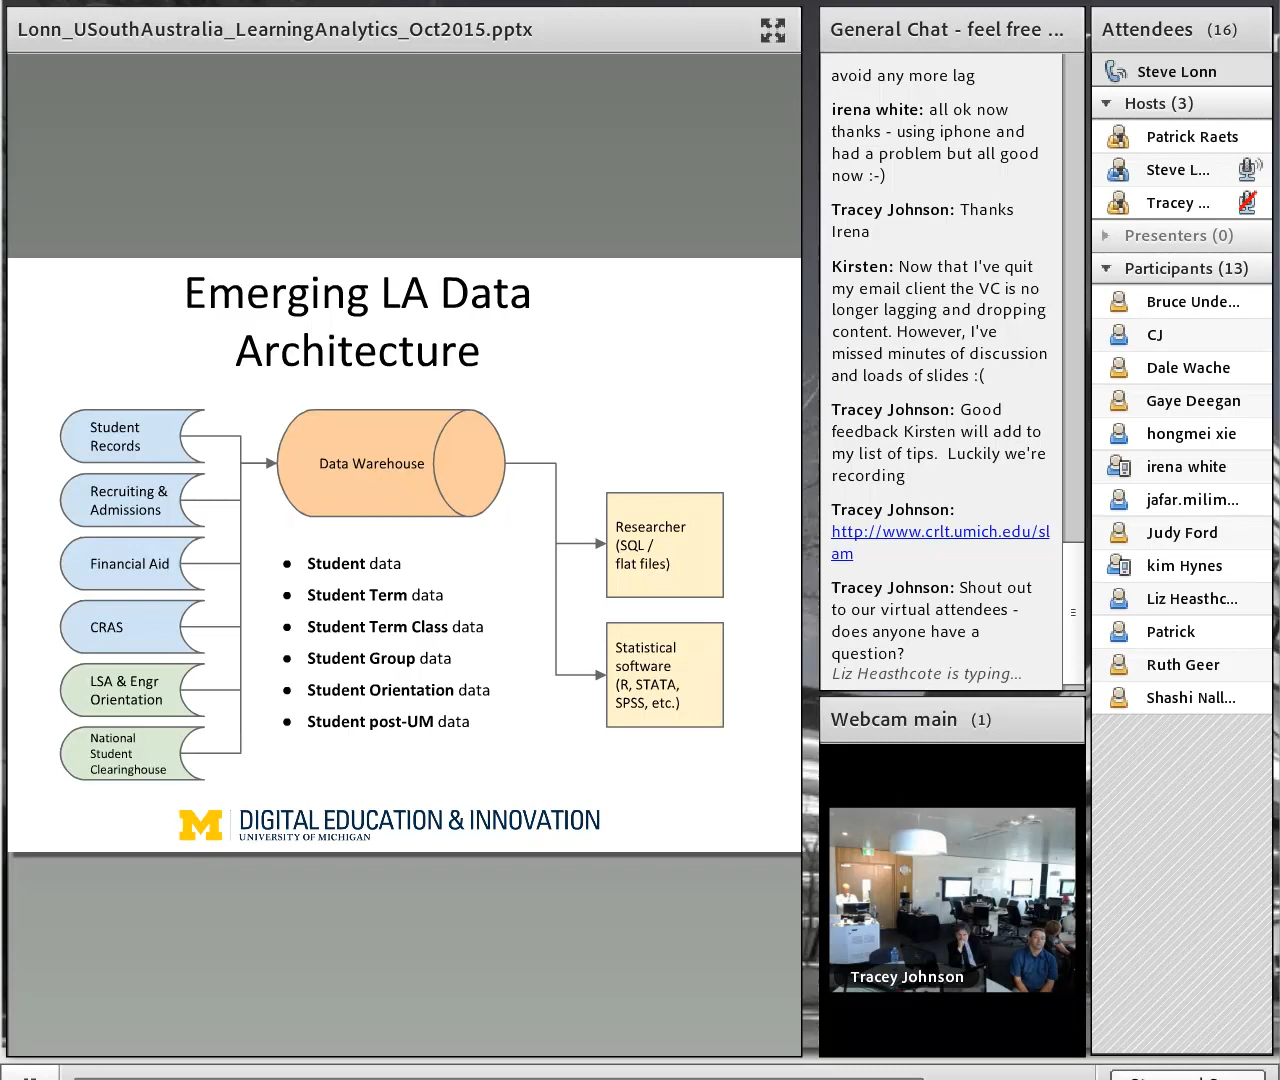 Lonn_USouthAustralia_LearningAnalytics_Oct2015.pptx
Emerging LA Data
Architecture
Student
Records
Recruiting &
Admissions
Financial Aid
CRAS
LSA & Engr
Orientation
National
Student
Clearinghouse
Data Warehouse
● Student data
● Student Term data
● Student Term Class data
● Student Group data
● Student Orientation data
● Student post-UM data
Researcher
(SQL /
flat files)
Statistical
software
(R, STATA,
SPSS, etc.)
M
DIGITAL EDUCATION & INNOVATION
UNIVERSITY OF MICHIGAN
General Chat - feel free ...
avoid any more lag
irena white: all ok now
thanks - using iphone and
had a problem but all good
now :-)
Tracey Johnson: Thanks
Irena
Kirsten: Now that I've quit
my email client the VC is no
longer lagging and dropping
content. However, I've
missed minutes of discussion
and loads of slides :(
Tracey Johnson: Good
feedback Kirsten will add to
my list of tips. Luckily we're
recording
Tracey Johnson:
http://www.crlt.umich.edu/sl
am
Tracey Johnson: Shout out
to our virtual attendees -
does anyone have a
question?
Liz Heasthcote is typing...
Webcam main (1)
Tracey Johnson
Attendees (16)
Steve Lonn
Hosts (3)
Patrick Raets
Steve L...
Tracey ...
Presenters (0)
Participants (13)
Bruce Unde...
CJ
Dale Wache
Gaye Deegan
hongmei xie
irena white
jafar.milim...
Judy Ford
kim Hynes
Liz Heasthc...
Patrick
Ruth Geer
Shashi Nall...